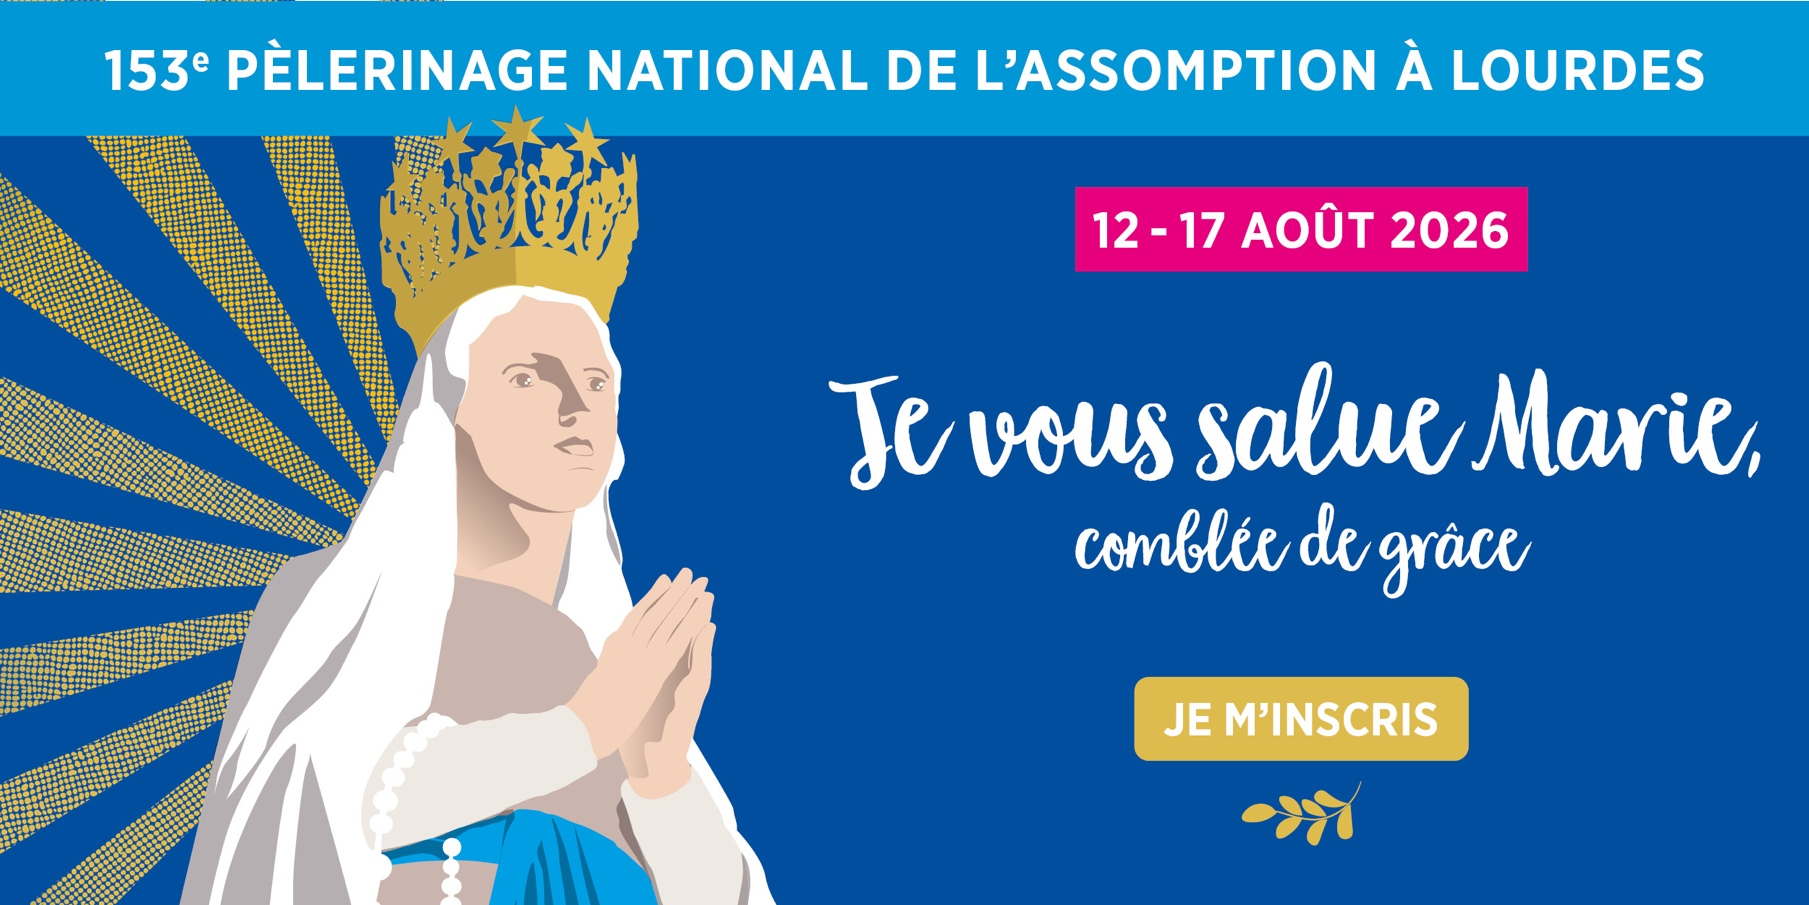 153e PÈLERINAGE NATIONAL DE L’ASSOMPTION À LOURDES
12 - 17 AOÛT 2026
Je vous salue Marie,
comblée de grâce
JE M’INSCRIS